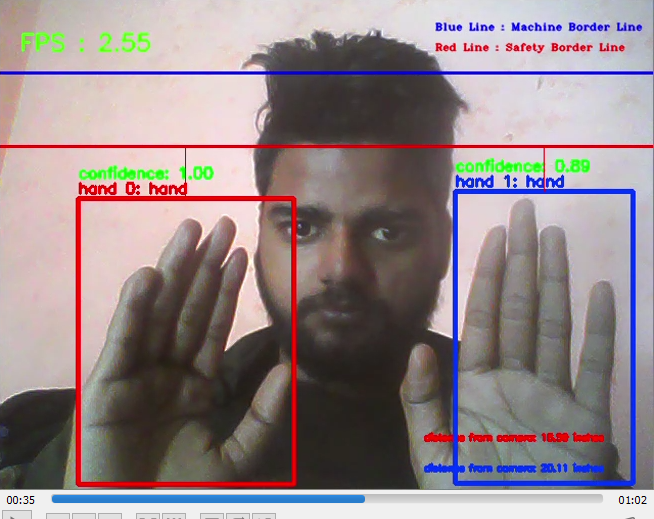 FPS : 2.55
Blue Line : Machine Border Line
Red Line : Safety Border Line
confidence: 1.00
hand 0: hand
confidence: 0.89
hand 1: hand
distance from camera: inches
distance from camera: 20.11 inches
00:35
01:02